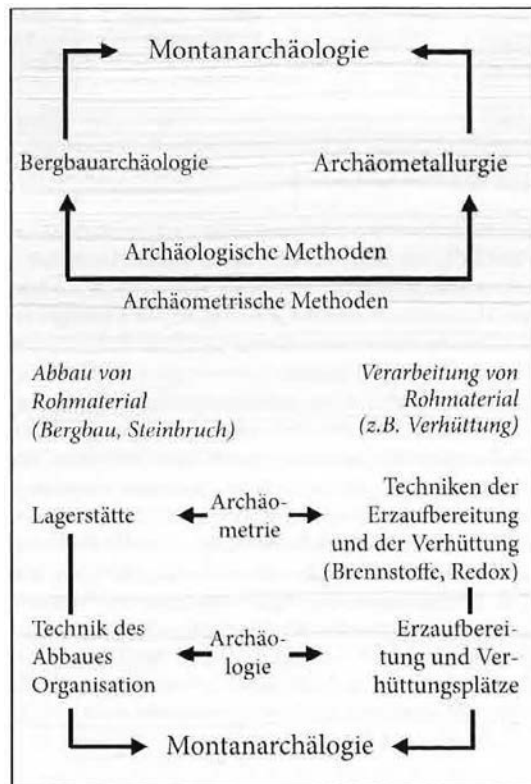 Montanarchäologie
Bergbauarchäologie
Archäometallurgie
Archäologische Methoden
Archäometrische Methoden
Abbau von
Rohmaterial
(Bergbau, Steinbruch)
Verarbeitung von
Rohmaterial
(z.B. Verhüttung)
Lagerstätte
Archäo-
metrie
Techniken der
Erzaufbereitung
und der Verhüttung
(Brennstoffe, Redox)
Technik des
Abbaues
Organisation
Archäo-
logie
Erzaufberei-
tung und Ver-
hüttungsplätze
Montanarchälogie